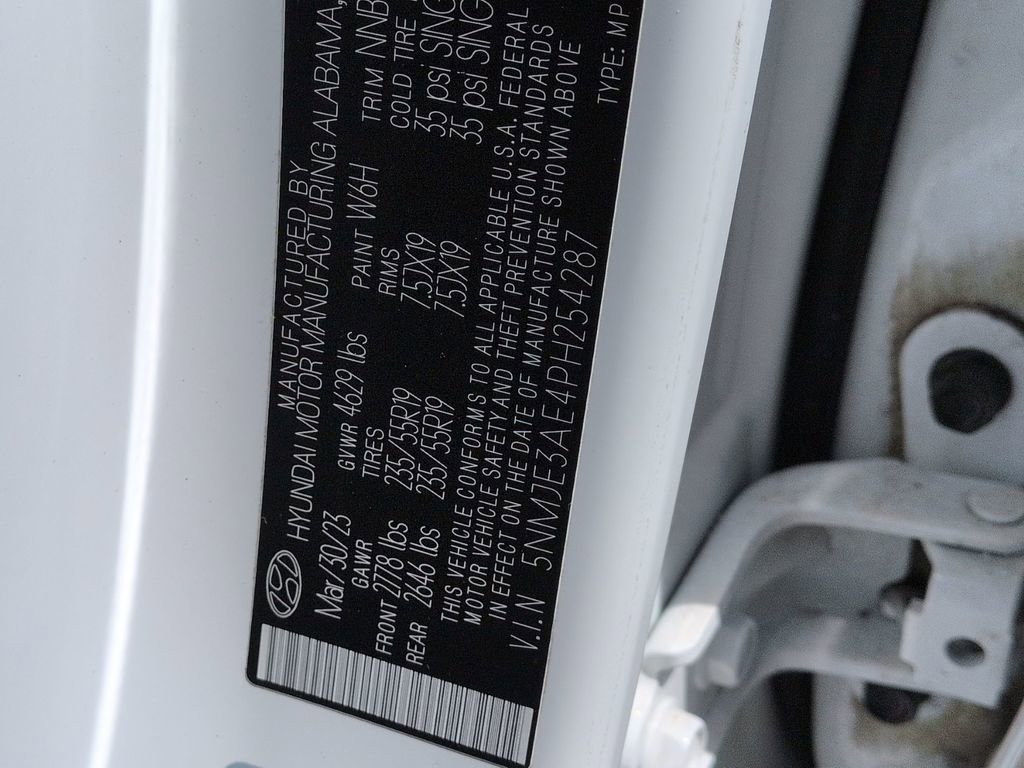 MANUFACTURED BY
HYUNDAI MOTOR MANUFACTURING ALABAMA,
Mar/30/23 GVWR 4629 lbs PAINT W6H TRIM NNB
GAWR TIRES RIMS COLD TIRE
FRONT 2778 lbs 235/55R19 7.5JX19 35 psi SING
REAR 2646 lbs 235/55R19 7.5JX19 35 psi SING
THIS VEHICLE CONFORMS TO ALL APPLICABLE U.S.A. FEDERAL
MOTOR VEHICLE SAFETY AND THEFT PREVENTION STANDARDS
IN EFFECT ON THE DATE OF MANUFACTURE SHOWN ABOVE
V.I.N 5NMJE3AE4PH254287 TYPE: MP